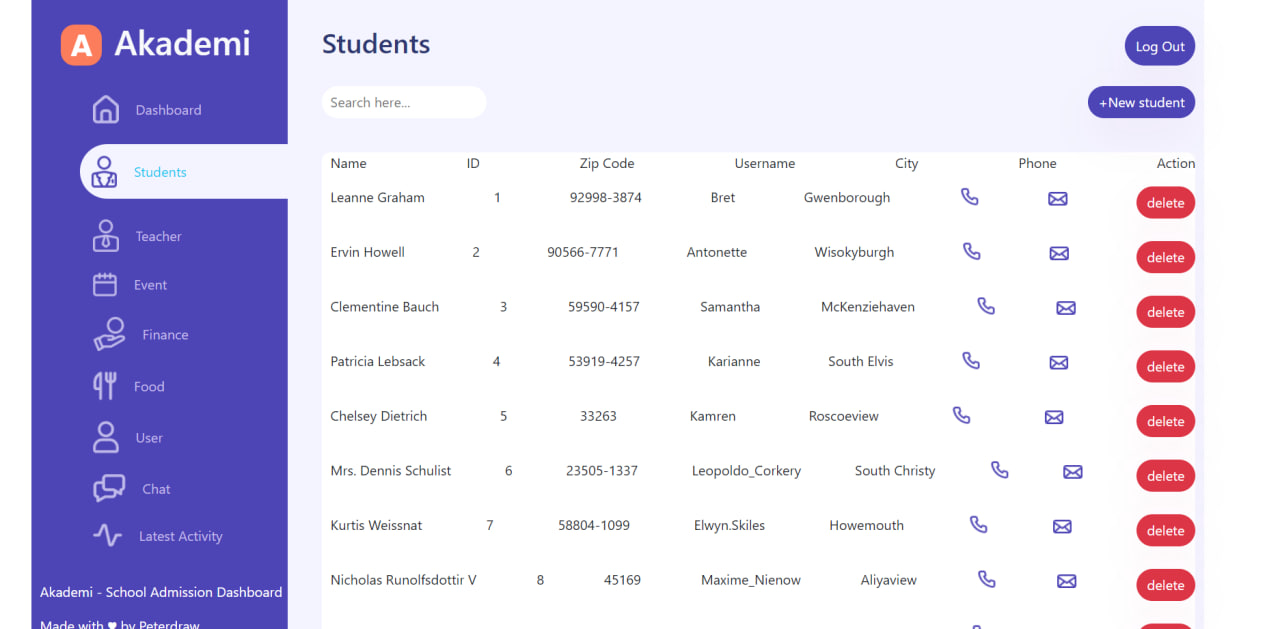 A Akademi
Dashboard
Students
Teacher
Event
Finance
Food
User
Chat
Latest Activity
Akademi - School Admission Dashboard
Made with ♥ by Peterdraw
Students
Log Out
Search here...
+New student
Name ID Zip Code Username City Phone Action
Leanne Graham 1 92998-3874 Bret Gwenborough delete
Ervin Howell 2 90566-7771 Antonette Wisokyburgh delete
Clementine Bauch 3 59590-4157 Samantha McKenziehaven delete
Patricia Lebsack 4 53919-4257 Karianne South Elvis delete
Chelsey Dietrich 5 33263 Kamren Roscoeview delete
Mrs. Dennis Schulist 6 23505-1337 Leopoldo_Corkery South Christy delete
Kurtis Weissnat 7 58804-1099 Elwyn.Skiles Howemouth delete
Nicholas Runolfsdottir V 8 45169 Maxime_Nienow Aliyaview delete